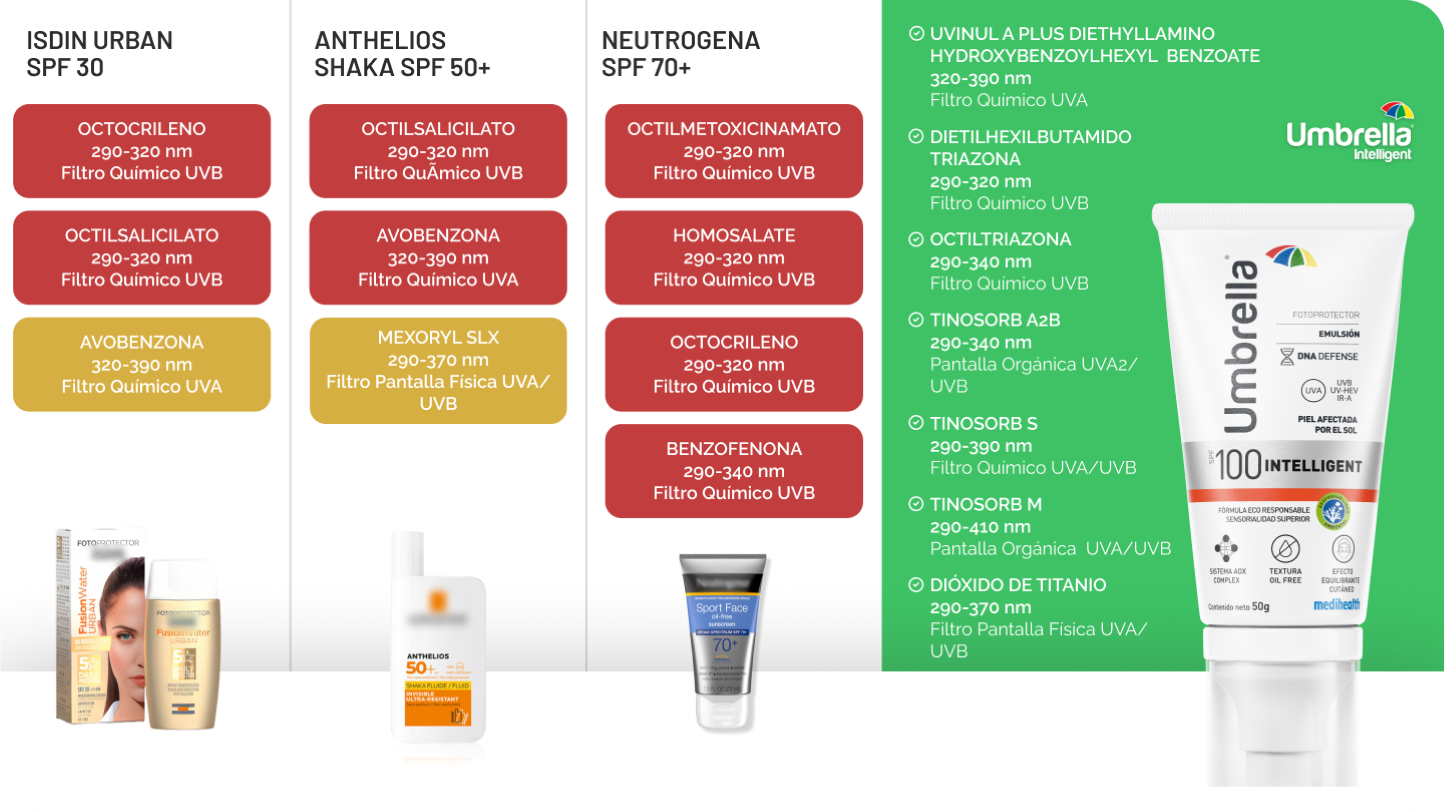 ISDIN URBAN
SPF 30
OCTOCRILENO
290-320 nm
Filtro Químico UVB
OCTILSALICILATO
290-320 nm
Filtro Químico UVB
AVOBENZONA
320-390 nm
Filtro Químico UVA
FOTOPROTECTOR
FusionWater
URBAN
FOTOPROTECTOR
FusionWater
URBAN
ANTHELIOS
SHAKA SPF 50+
OCTILSALICILATO
290-320 nm
Filtro QuÃmico UVB
AVOBENZONA
320-390 nm
Filtro Químico UVA
MEXORYL SLX
290-370 nm
Filtro Pantalla Física UVA/
UVB
ANTHELIOS
50+
SHAKA FLUIDE / FLUID
INVISIBLE
ULTRA-RESISTANT
NEUTROGENA
SPF 70+
OCTILMETOXICINAMATO
290-320 nm
Filtro Químico UVB
HOMOSALATE
290-320 nm
Filtro Químico UVB
OCTOCRILENO
290-320 nm
Filtro Químico UVB
BENZOFENONA
290-340 nm
Filtro Químico UVB
Sport Face
oil-free
sunscreen
BROAD SPECTRUM SPF 70+
70+
UVINUL A PLUS DIETHYLLAMINO
HYDROXYBENZOYLHEXYL BENZOATE
320-390 nm
Filtro Químico UVA
DIETILHEXILBUTAMIDO
TRIAZONA
290-320 nm
Filtro Químico UVB
OCTILTRIAZONA
290-340 nm
Filtro Químico UVB
TINOSORB A2B
290-340 nm
Pantalla Orgánica UVA2/
UVB
TINOSORB S
290-390 nm
Filtro Químico UVA/UVB
TINOSORB M
290-410 nm
Pantalla Orgánica UVA/UVB
DIÓXIDO DE TITANIO
290-370 nm
Filtro Pantalla Física UVA/
UVB
Umbrella
Intelligent
Umbrella
FOTOPROTECTOR
EMULSIÓN
DNA DEFENSE
UVA
UVB
UV-HEV
IR-A
PIEL AFECTADA
POR EL SOL
SPF 100 INTELLIGENT
FÓRMULA ECO RESPONSABLE
SENSORIALIDAD SUPERIOR
SISTEMA AOX
COMPLEX
TEXTURA
OIL FREE
EFECTO
EQUILIBRANTE
CUTÁNEO
Contenido neto 50g
medihealth